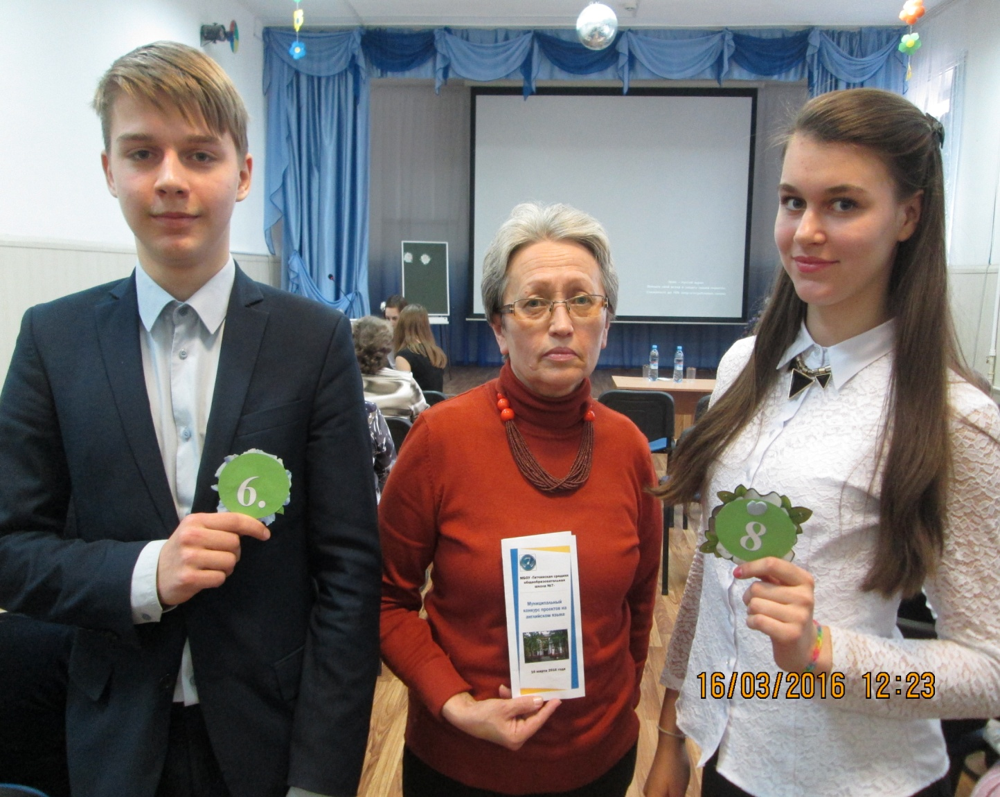 6.
8
МБОУ «Гатчинская средняя
общеобразовательная
школа №7»
Муниципальный
конкурс проектов на
английском языке
16 марта 2016 года
16/03/2016 12:23